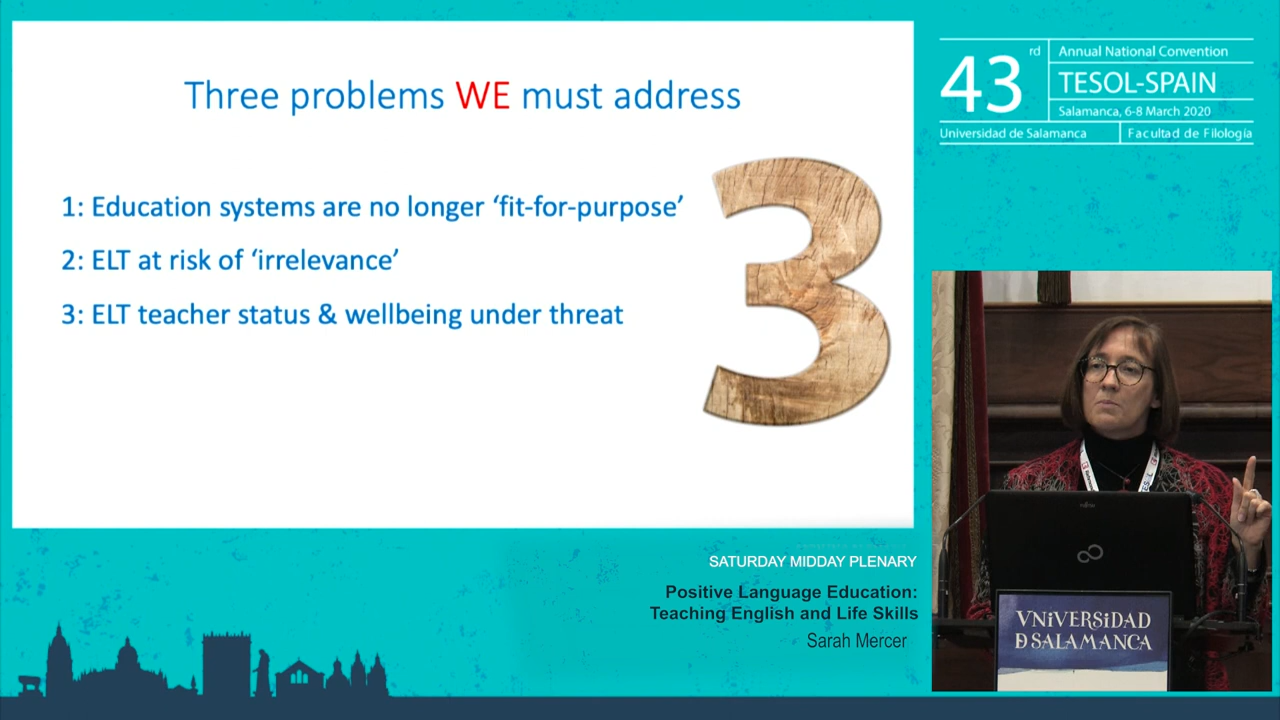 Three problems WE must address
1: Education systems are no longer ‘fit-for-purpose’
2: ELT at risk of ‘irrelevance’
3: ELT teacher status & wellbeing under threat
3
43rd
Annual National Convention
TESOL-SPAIN
Salamanca, 6-8 March 2020
Universidad de Salamanca
Facultad de Filología
SATURDAY MIDDAY PLENARY
Positive Language Education:
Teaching English and Life Skills
Sarah Mercer
VNiVERSiDAD
Đ SALAMANCA